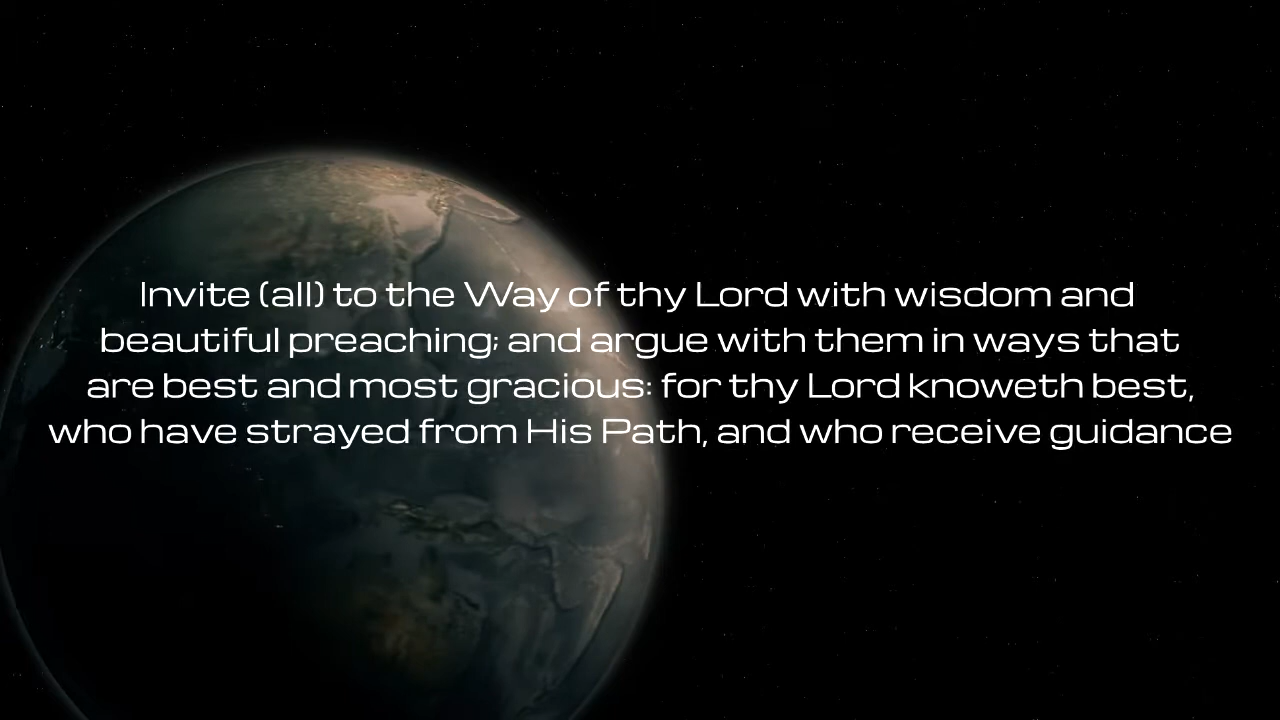 Invite (all) to the Way of thy Lord with wisdom and
beautiful preaching; and argue with them in ways that
are best and most gracious: for thy Lord knoweth best,
who have strayed from His Path, and who receive guidance